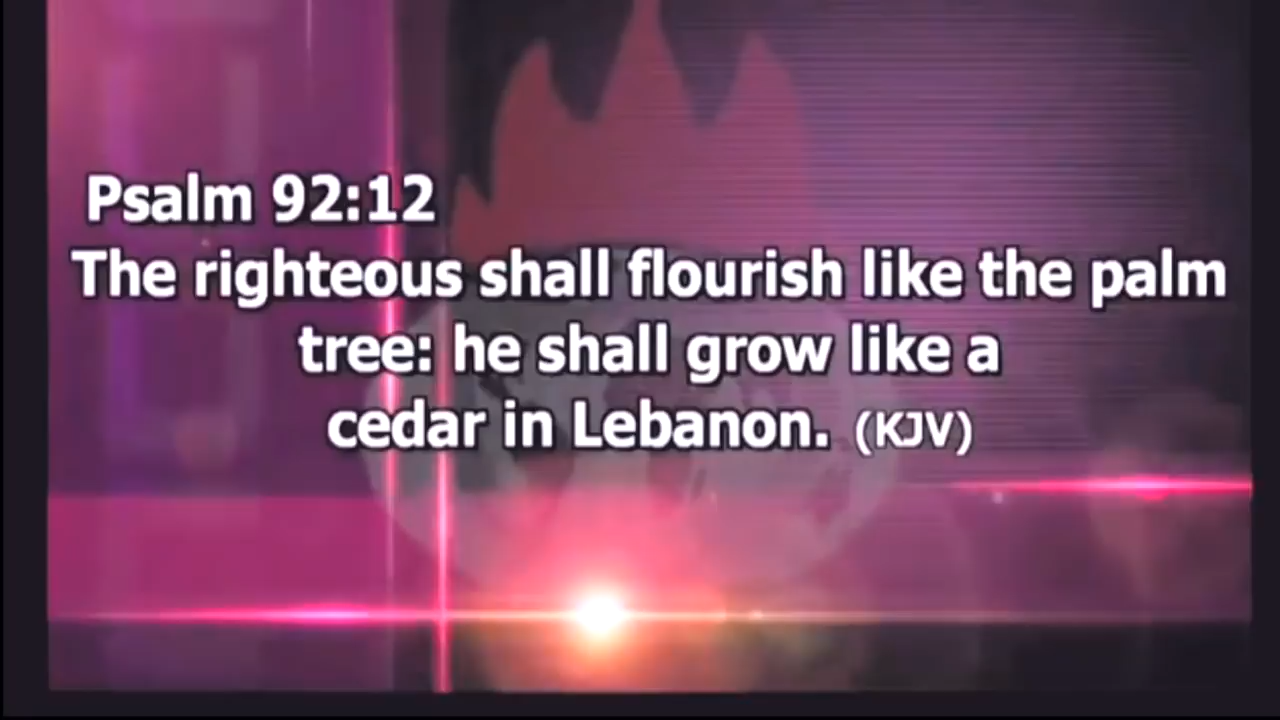 Psalm 92:12
The righteous shall flourish like the palm
tree: he shall grow like a
cedar in Lebanon. (KJV)